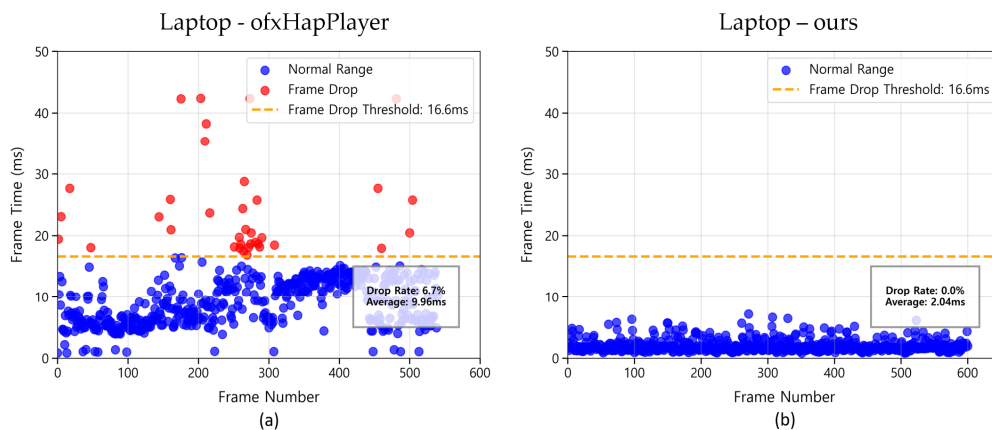 Laptop - ofxHapPlayer
50
40
30
20
10
0
Frame Time (ms)
Normal Range
Frame Drop
Frame Drop Threshold: 16.6ms
Drop Rate: 6.7%
Average: 9.96ms
0 100 200 300 400 500 600
Frame Number
(a)
Laptop – ours
50
40
30
20
10
0
Frame Time (ms)
Normal Range
Frame Drop Threshold: 16.6ms
Drop Rate: 0.0%
Average: 2.04ms
0 100 200 300 400 500 600
Frame Number
(b)